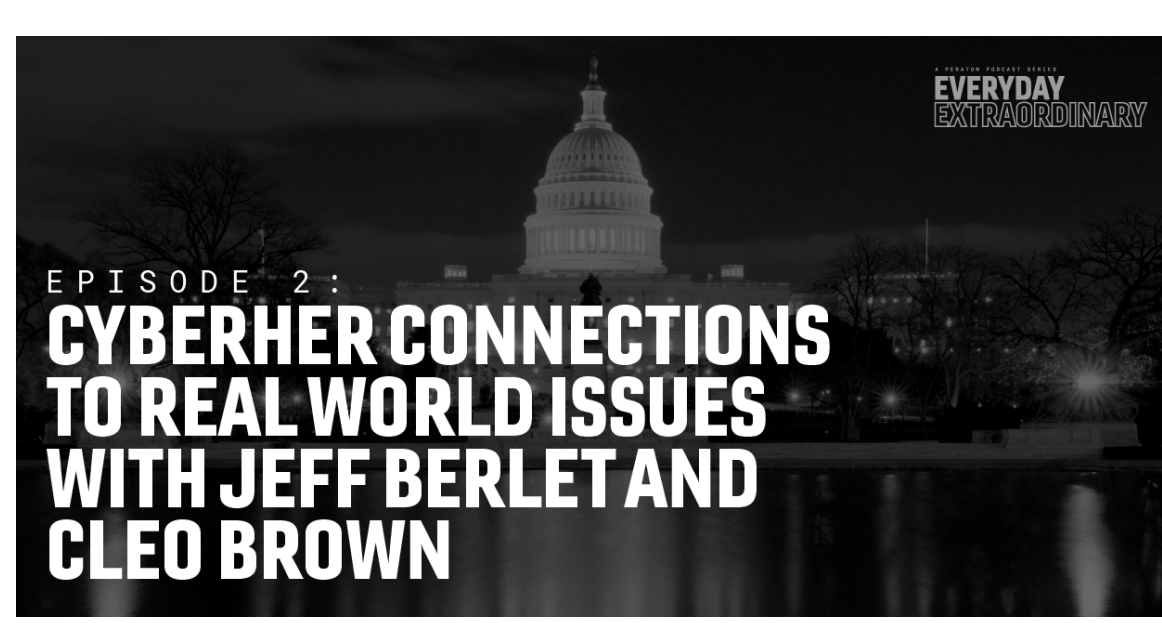 A PERATON PODCAST SERIES
EVERYDAY
EXTRAORDINARY
EPISODE 2:
CYBERHER CONNECTIONS
TO REAL WORLD ISSUES
WITH JEFF BERLET AND
CLEO BROWN